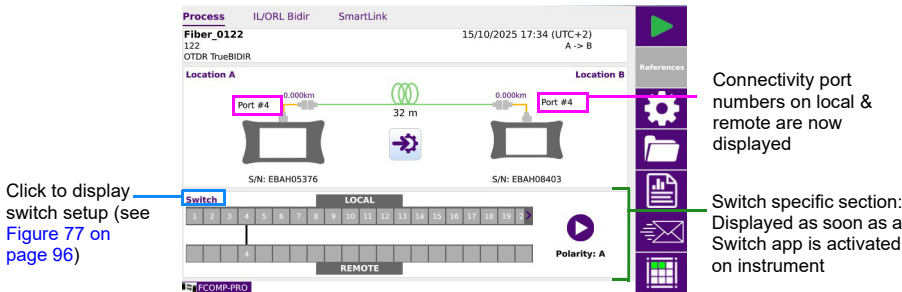 Process IL/ORL Bidir SmartLink
Fiber_0122 15/10/2025 17:34 (UTC+2)
122 A -> B
OTDR TrueBIDIR
Location A Location B
References
Port #4 0.000km 0.000km Port #4
32 m
S/N: EBAH05376 S/N: EBAH08403
Connectivity port
numbers on local &
remote are now
displayed
Click to display
switch setup (see
Figure 77 on
page 96)
Switch LOCAL
1 2 3 4 5 6 7 8 9 10 11 12 13 14 15 16 17 18 19 2
4
REMOTE
Polarity: A
Switch specific section:
Displayed as soon as a
Switch app is activated
on instrument
FCOMP-PRO